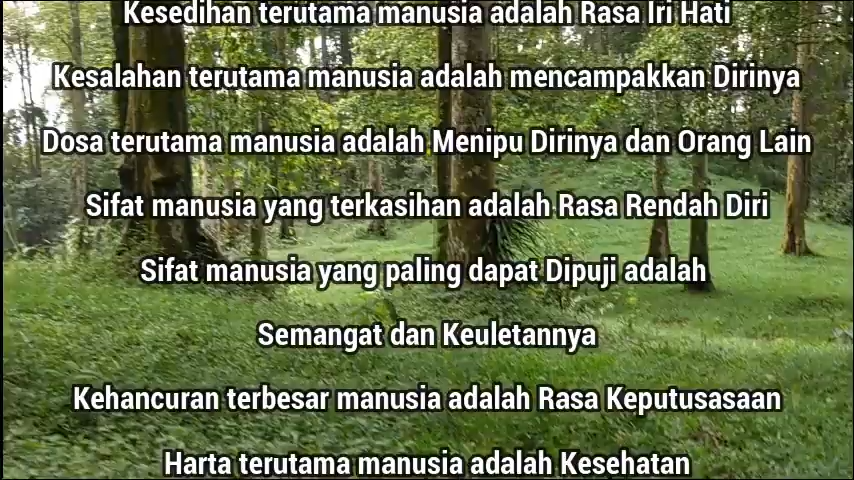 Kesedihan terutama manusia adalah Rasa Iri Hati
Kesalahan terutama manusia adalah mencampakkan Dirinya
Dosa terutama manusia adalah Menipu Dirinya dan Orang Lain
Sifat manusia yang terkasihan adalah Rasa Rendah Diri
Sifat manusia yang paling dapat Dipuji adalah
Semangat dan Keuletannya
Kehancuran terbesar manusia adalah Rasa Keputusasaan
Harta terutama manusia adalah Kesehatan